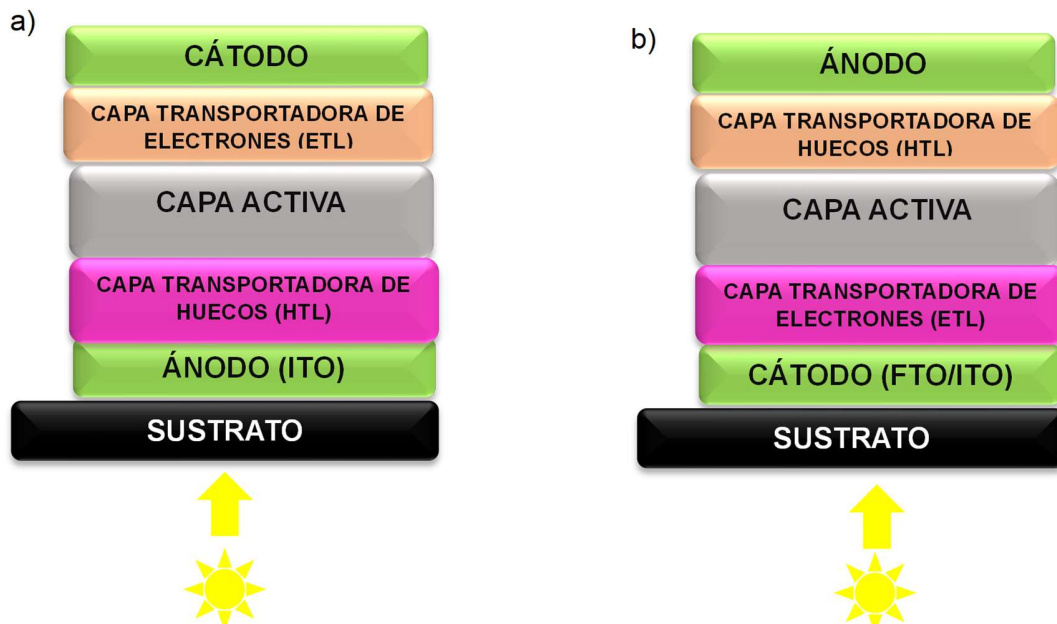 a)
CÁTODO
CAPA TRANSPORTADORA DE
ELECTRONES (ETL)
CAPA ACTIVA
CAPA TRANSPORTADORA DE
HUECOS (HTL)
ÁNODO (ITO)
SUSTRATO
b)
ÁNODO
CAPA TRANSPORTADORA DE
HUECOS (HTL)
CAPA ACTIVA
CAPA TRANSPORTADORA DE
ELECTRONES (ETL)
CÁTODO (FTO/ITO)
SUSTRATO